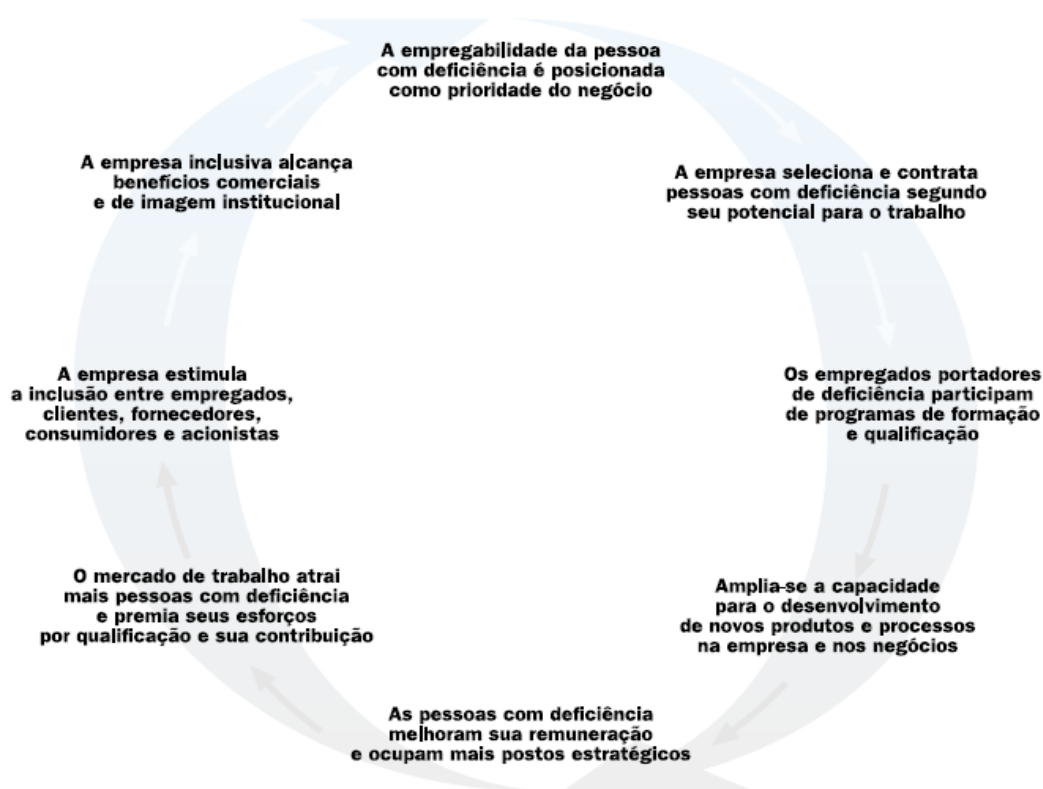 A empregabilidade da pessoa
com deficiência é posicionada
como prioridade do negócio
A empresa seleciona e contrata
pessoas com deficiência segundo
seu potencial para o trabalho
Os empregados portadores
de deficiência participam
de programas de formação
e qualificação
Amplia-se a capacidade
para o desenvolvimento
de novos produtos e processos
na empresa e nos negócios
As pessoas com deficiência
melhoram sua remuneração
e ocupam mais postos estratégicos
O mercado de trabalho atrai
mais pessoas com deficiência
e premia seus esforços
por qualificação e sua contribuição
A empresa estimula
a inclusão entre empregados,
clientes, fornecedores,
consumidores e acionistas
A empresa inclusiva alcança
benefícios comerciais
e de imagem institucional